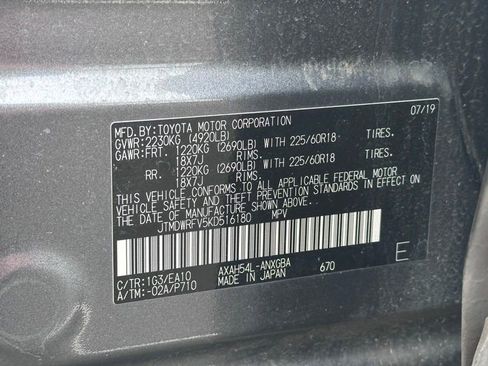 MFD.BY:TOYOTA MOTOR CORPORATION 07/19
GVWR:2230KG (4920LB)
GAWR:FRT. 1220KG (2690LB) WITH 225/60R18 TIRES.
18X7J RIMS.
RR. 1220KG (2690LB) WITH 225/60R18 TIRES.
18X7J RIMS.
THIS VEHICLE CONFORMS TO ALL APPLICABLE FEDERAL MOTOR
VEHICLE SAFETY AND THEFT PREVENTION STANDARDS IN EFFECT ON
THE DATE OF MANUFACTURE SHOWN ABOVE.
JTMDWRFV5KD516180 MPV
E
C/TR:1G3/EA10 AXAH54L-ANXGBA 670
A/TM:-02A/P710 MADE IN JAPAN